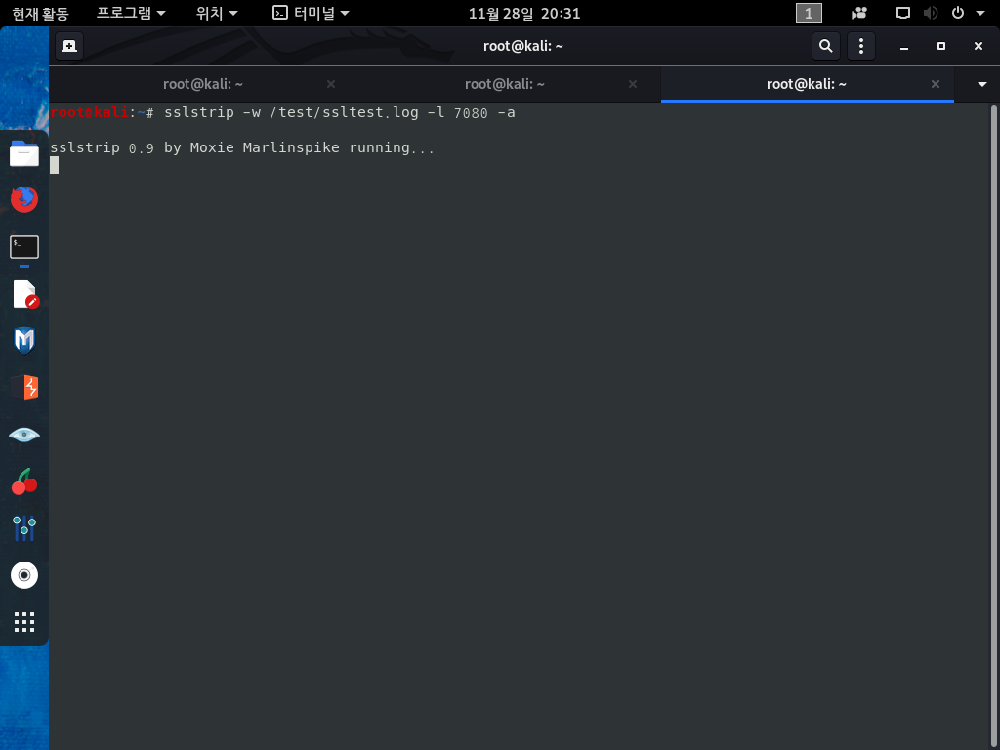 현재 활동 프로그램 위치 터미널 11월 28일 20:31 1
root@kali: ~
root@kali: ~ root@kali: ~ root@kali: ~
root@kali:~# sslstrip -w /test/ssltest.log -l 7080 -a
sslstrip 0.9 by Moxie Marlinspike running...